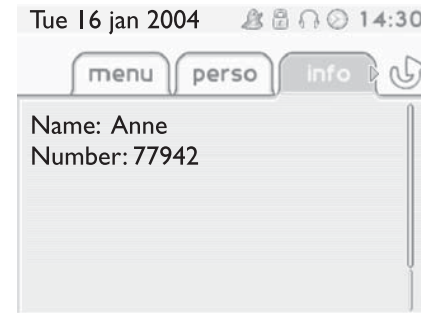 Tue 16 jan 2004 14:30
menu perso info
Name: Anne
Number: 77942